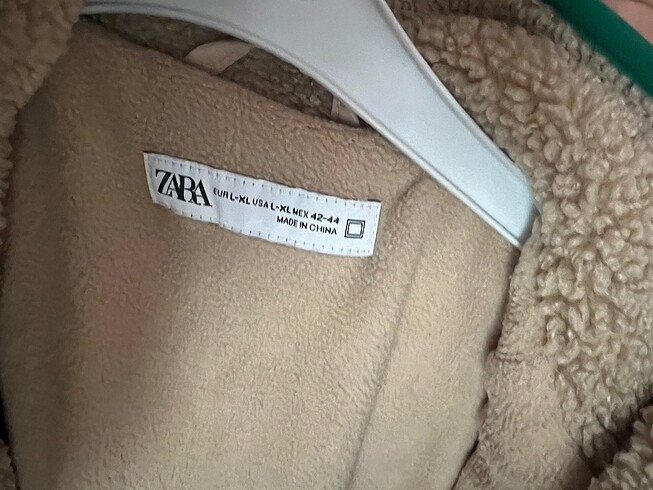 ZARA
EUR L-XL USA L-XL MEX 42-44
MADE IN CHINA